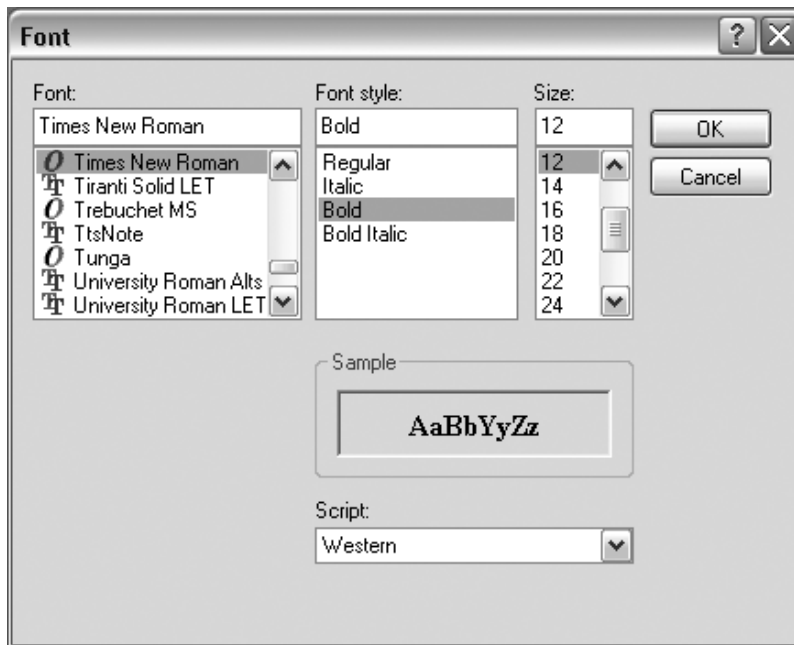 Font
Font:
Times New Roman
Times New Roman
Tiranti Solid LET
Trebuchet MS
TtsNote
Tunga
University Roman Alts
University Roman LET
Font style:
Bold
Regular
Italic
Bold
Bold Italic
Size:
12
12
14
16
18
20
22
24
OK
Cancel
Sample
AaBbYyZz
Script:
Western